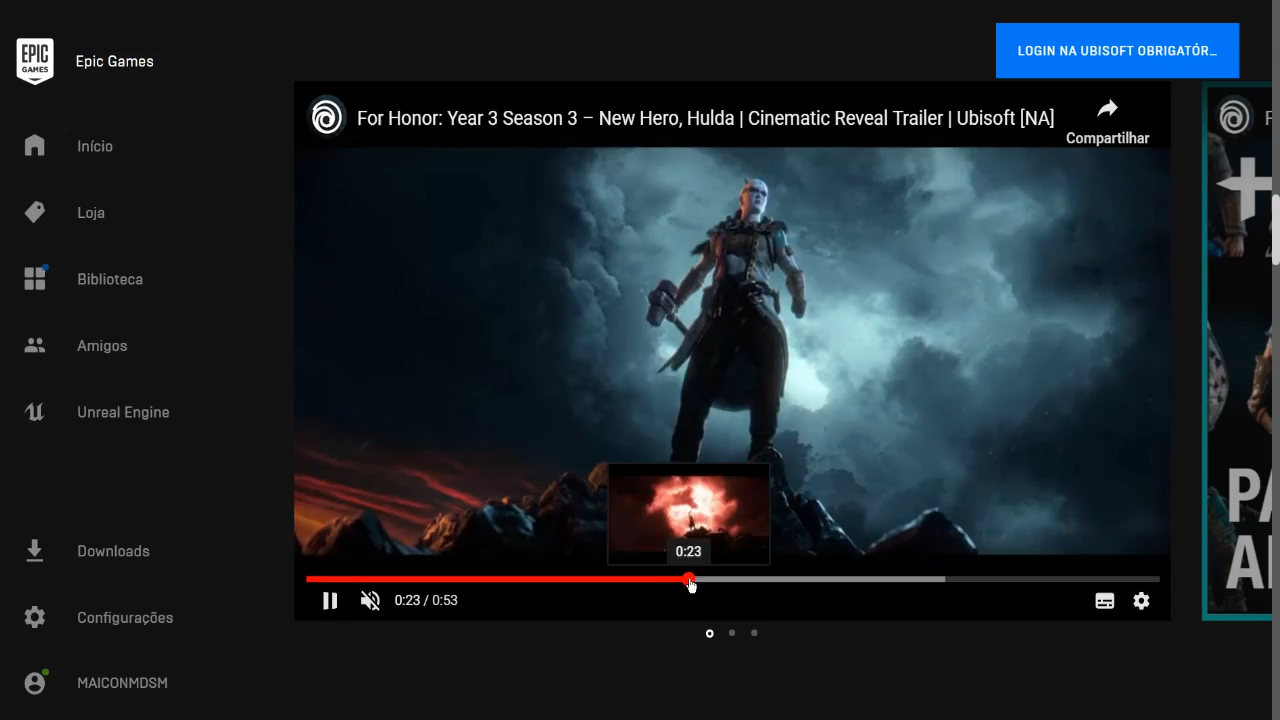 EPIC
GAMES
Epic Games
LOGIN NA UBISOFT OBRIGATÓR...
Início
Loja
Biblioteca
Amigos
Unreal Engine
Downloads
Configurações
MAICONMDSM
For Honor: Year 3 Season 3 – New Hero, Hulda | Cinematic Reveal Trailer | Ubisoft [NA]
Compartilhar
0:23
0:23 / 0:53
F
PA
A